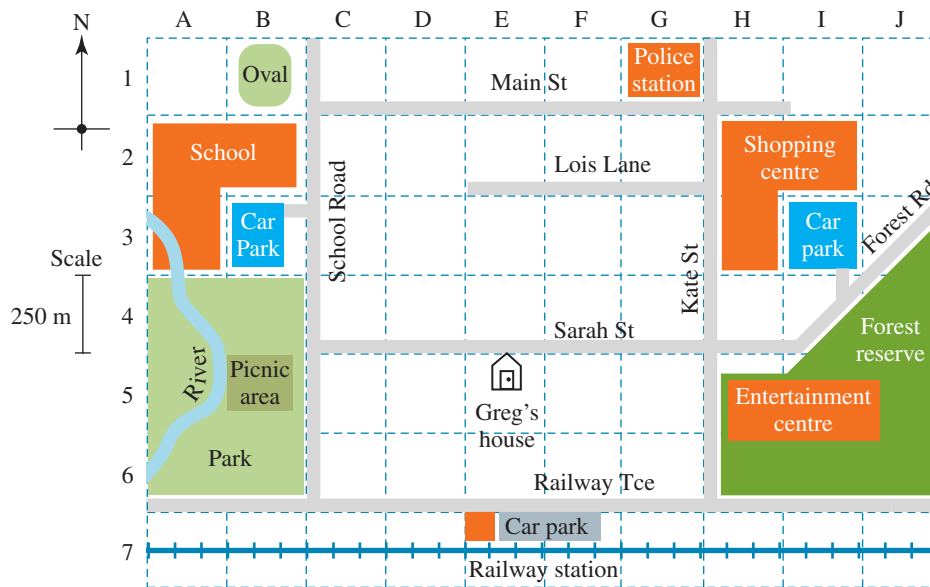 A B C D E F G H I J
N
1
Oval
Main St
Police
station
2
School
Lois Lane
Shopping
centre
School Road
3
Car
Park
Kate St
Car
park
Forest Rd
Scale
250 m
4
Sarah St
Forest
reserve
River
5
Picnic
area
Greg's
house
Entertainment
centre
6
Park
Railway Tce
Car park
7
Railway station